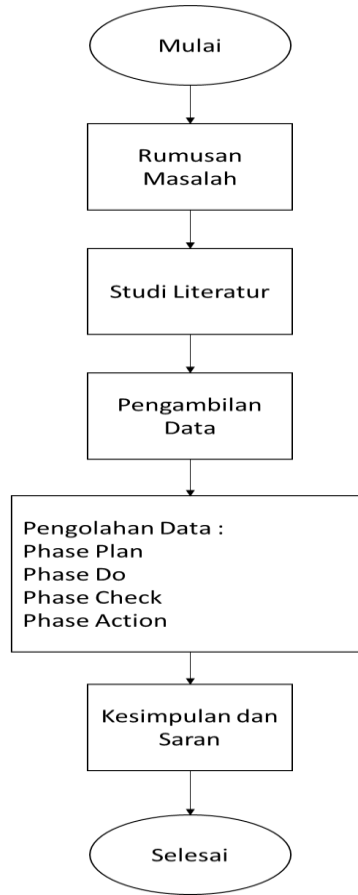 Mulai
Rumusan
Masalah
Studi Literatur
Pengambilan
Data
Pengolahan Data :
Phase Plan
Phase Do
Phase Check
Phase Action
Kesimpulan dan
Saran
Selesai